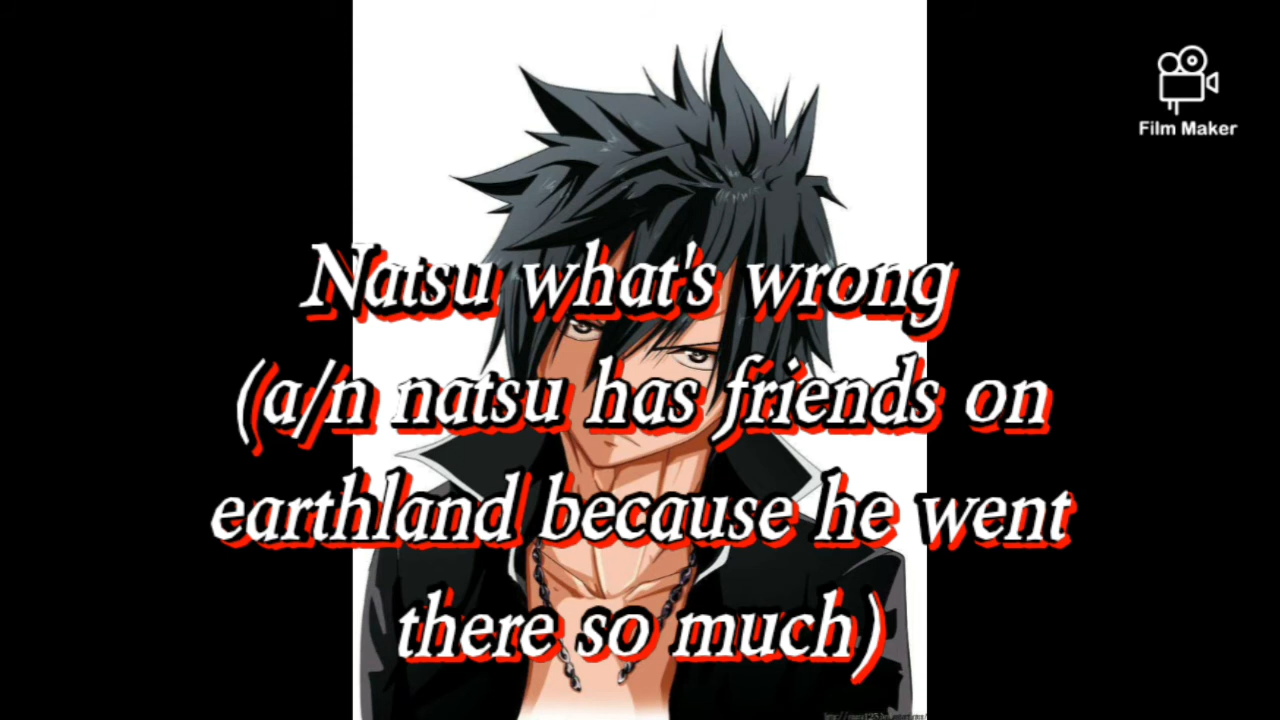 Film Maker
Natsu what's wrong
(a/n natsu has friends on
earthland because he went
there so much)